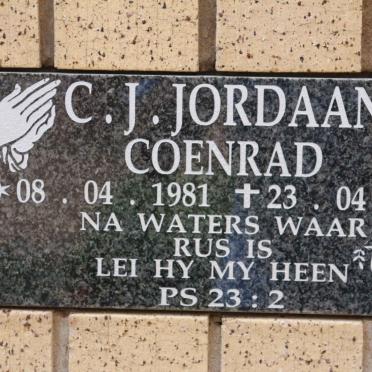 C . J . JORDAAN
COENRAD
* 08 . 04 . 1981 ✝ 23 . 04
NA WATERS WAAR
RUS IS
LEI HY MY HEEN
PS 23 : 2